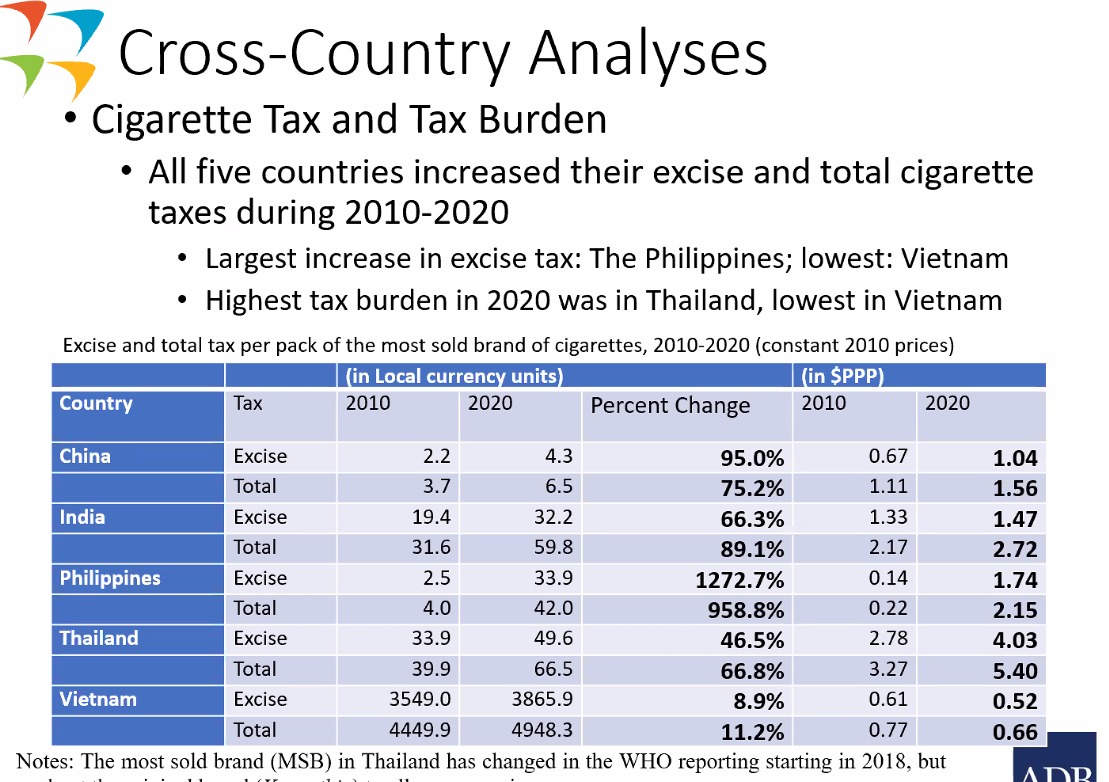 Cross-Country Analyses
• Cigarette Tax and Tax Burden
• All five countries increased their excise and total cigarette
taxes during 2010-2020
• Largest increase in excise tax: The Philippines; lowest: Vietnam
• Highest tax burden in 2020 was in Thailand, lowest in Vietnam
Excise and total tax per pack of the most sold brand of cigarettes, 2010-2020 (constant 2010 prices)
(in Local currency units) (in $PPP)
Country Tax 2010 2020 Percent Change 2010 2020
China Excise 2.2 4.3 95.0% 0.67 1.04
Total 3.7 6.5 75.2% 1.11 1.56
India Excise 19.4 32.2 66.3% 1.33 1.47
Total 31.6 59.8 89.1% 2.17 2.72
Philippines Excise 2.5 33.9 1272.7% 0.14 1.74
Total 4.0 42.0 958.8% 0.22 2.15
Thailand Excise 33.9 49.6 46.5% 2.78 4.03
Total 39.9 66.5 66.8% 3.27 5.40
Vietnam Excise 3549.0 3865.9 8.9% 0.61 0.52
Total 4449.9 4948.3 11.2% 0.77 0.66
Notes: The most sold brand (MSB) in Thailand has changed in the WHO reporting starting in 2018, but
ADB